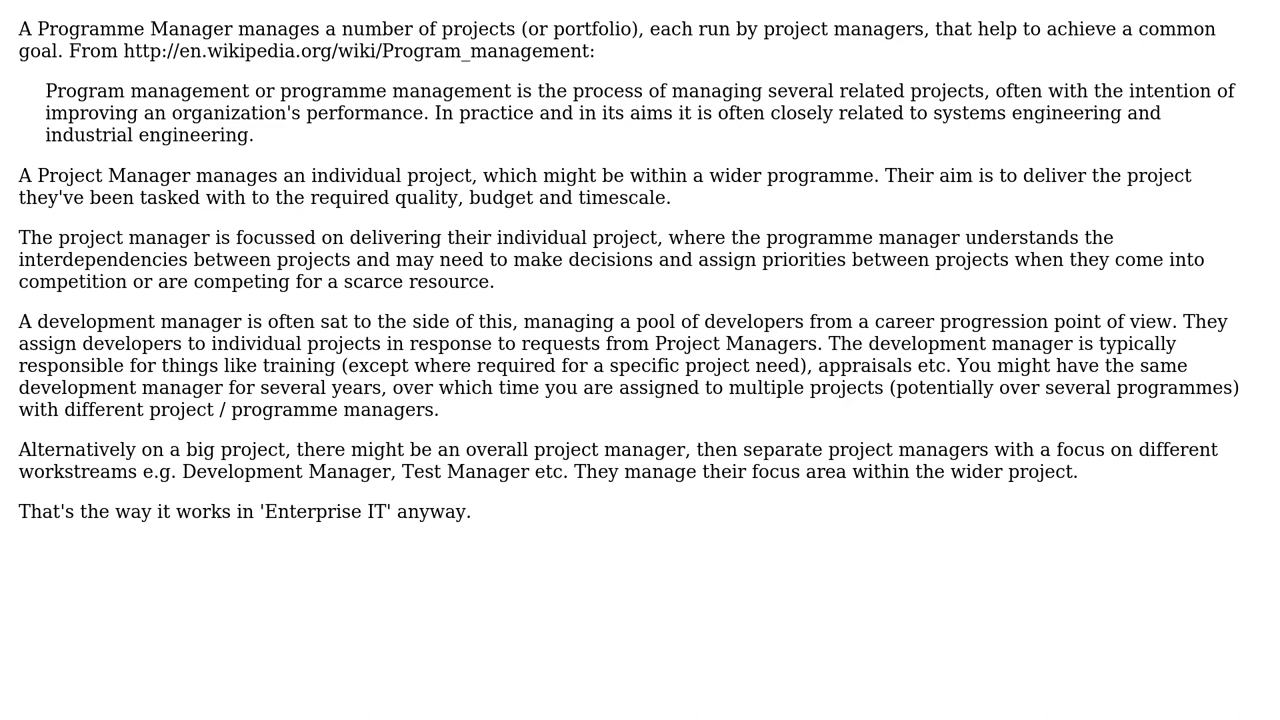 A Programme Manager manages a number of projects (or portfolio), each run by project managers, that help to achieve a common
goal. From http://en.wikipedia.org/wiki/Program_management:
Program management or programme management is the process of managing several related projects, often with the intention of
improving an organization's performance. In practice and in its aims it is often closely related to systems engineering and
industrial engineering.
A Project Manager manages an individual project, which might be within a wider programme. Their aim is to deliver the project
they've been tasked with to the required quality, budget and timescale.
The project manager is focussed on delivering their individual project, where the programme manager understands the
interdependencies between projects and may need to make decisions and assign priorities between projects when they come into
competition or are competing for a scarce resource.
A development manager is often sat to the side of this, managing a pool of developers from a career progression point of view. They
assign developers to individual projects in response to requests from Project Managers. The development manager is typically
responsible for things like training (except where required for a specific project need), appraisals etc. You might have the same
development manager for several years, over which time you are assigned to multiple projects (potentially over several programmes)
with different project / programme managers.
Alternatively on a big project, there might be an overall project manager, then separate project managers with a focus on different
workstreams e.g. Development Manager, Test Manager etc. They manage their focus area within the wider project.
That's the way it works in 'Enterprise IT' anyway.